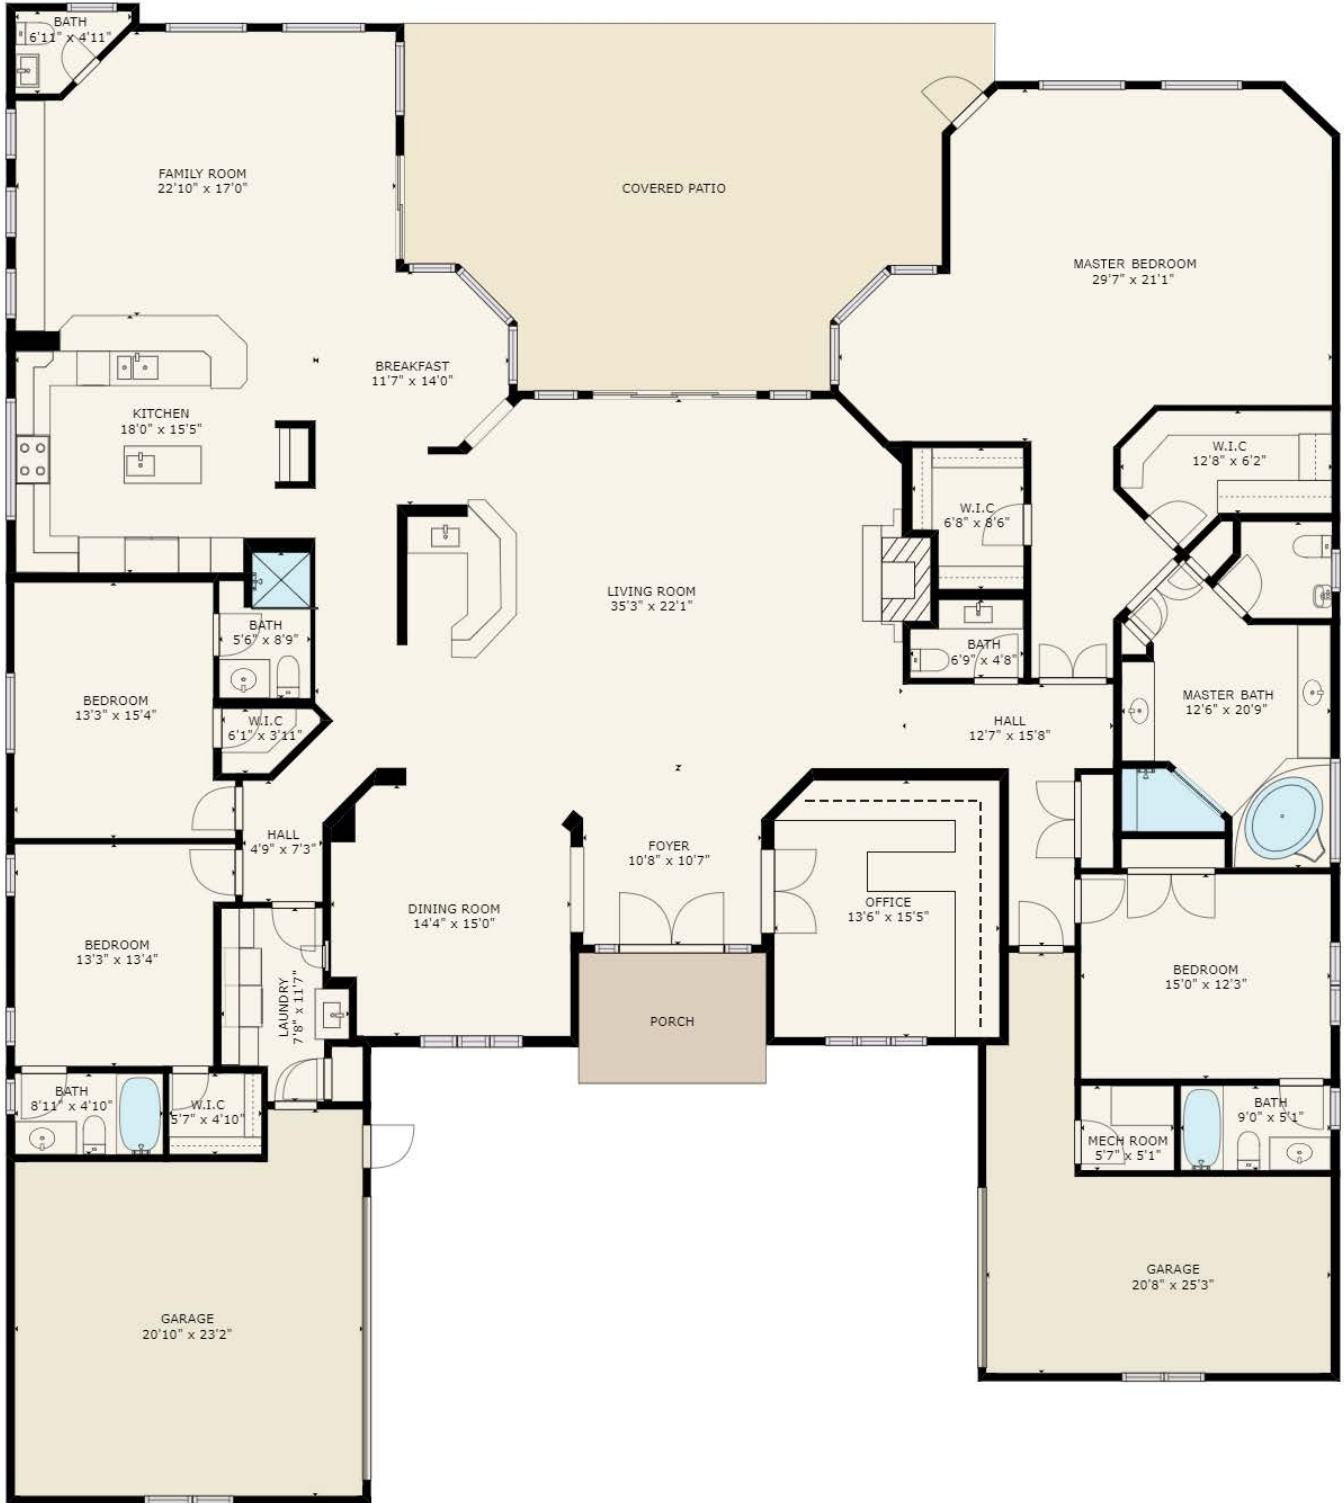 BATH
6'11" x 4'11"
FAMILY ROOM
22'10" x 17'0"
COVERED PATIO
MASTER BEDROOM
29'7" x 21'1"
BREAKFAST
11'7" x 14'0"
KITCHEN
18'0" x 15'5"
W.I.C
12'8" x 6'2"
W.I.C
6'8" x 8'6"
LIVING ROOM
35'3" x 22'1"
BATH
5'6" x 8'9"
BATH
6'9" x 4'8"
BEDROOM
13'3" x 15'4"
W.I.C
6'1" x 3'11"
HALL
12'7" x 15'8"
MASTER BATH
12'6" x 20'9"
HALL
4'9" x 7'3"
FOYER
10'8" x 10'7"
DINING ROOM
14'4" x 15'0"
OFFICE
13'6" x 15'5"
BEDROOM
13'3" x 13'4"
LAUNDRY
7'8" x 11'7"
PORCH
BEDROOM
15'0" x 12'3"
BATH
8'11" x 4'10"
W.I.C
5'7" x 4'10"
MECH ROOM
5'7" x 5'1"
BATH
9'0" x 5'1"
GARAGE
20'10" x 23'2"
GARAGE
20'8" x 25'3"